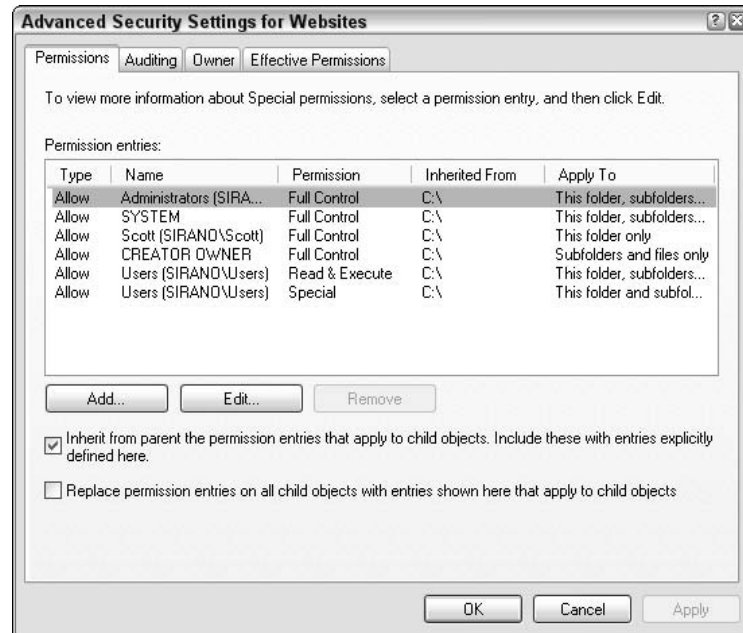 Advanced Security Settings for Websites
Permissions Auditing Owner Effective Permissions
To view more information about Special permissions, select a permission entry, and then click Edit.
Permission entries:
Type Name Permission Inherited From Apply To
Allow Administrators (SIRA... Full Control C:\ This folder, subfolders...
Allow SYSTEM Full Control C:\ This folder, subfolders...
Allow Scott (SIRANO\Scott) Full Control C:\ This folder only
Allow CREATOR OWNER Full Control C:\ Subfolders and files only
Allow Users (SIRANO\Users) Read & Execute C:\ This folder, subfolders...
Allow Users (SIRANO\Users) Special C:\ This folder and subfol...
Add... Edit... Remove
Inherit from parent the permission entries that apply to child objects. Include these with entries explicitly
defined here.
Replace permission entries on all child objects with entries shown here that apply to child objects
OK Cancel Apply